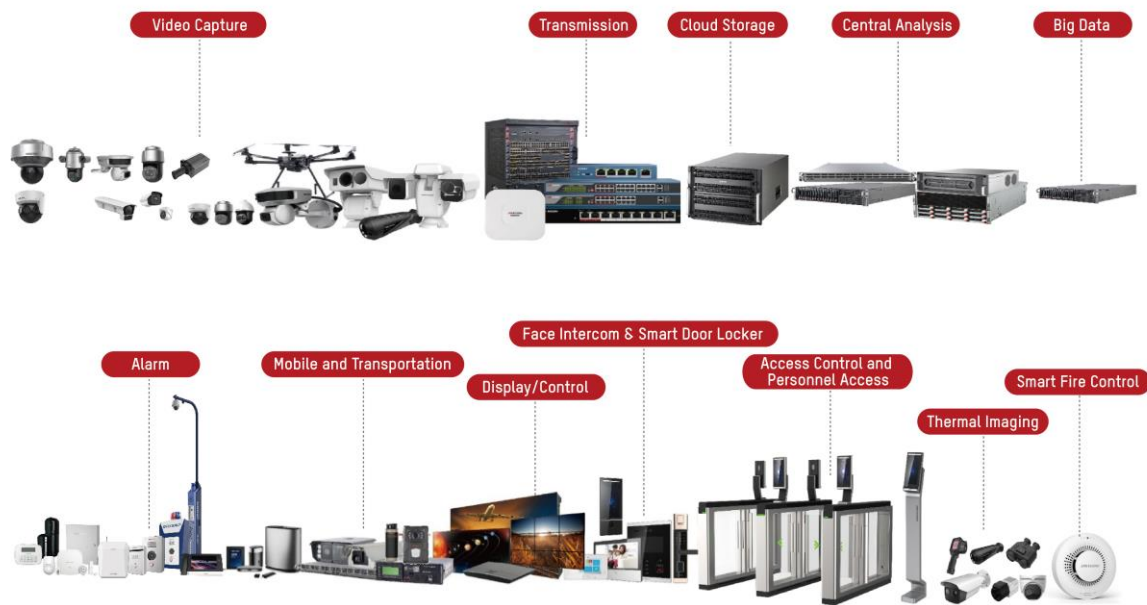 Video Capture
Transmission
Cloud Storage
Central Analysis
Big Data
Face Intercom & Smart Door Locker
Alarm
Mobile and Transportation
Access Control and
Personnel Access
Display/Control
Smart Fire Control
Thermal Imaging